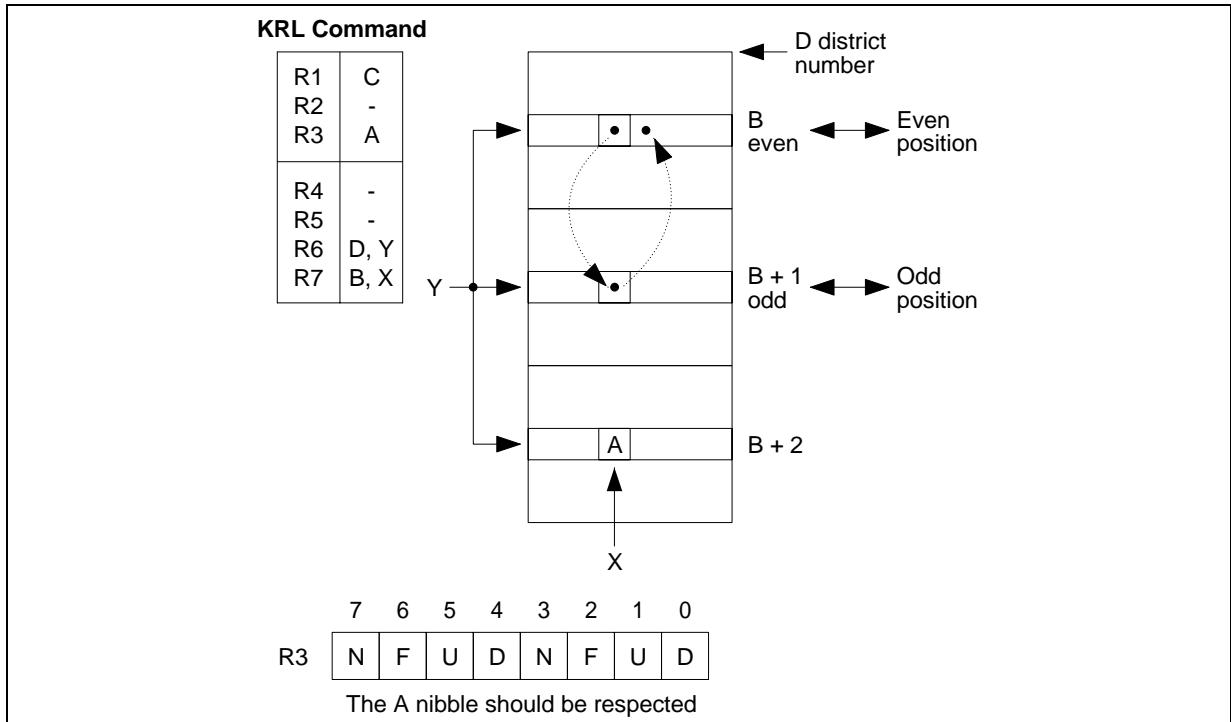 KRL Command
R1 C
R2 -
R3 A
R4 -
R5 -
R6 D, Y
R7 B, X
D district
number
B
even
Even
position
Y
B + 1
odd
Odd
position
A
B + 2
X
7 6 5 4 3 2 1 0
R3 N F U D N F U D
The A nibble should be respected